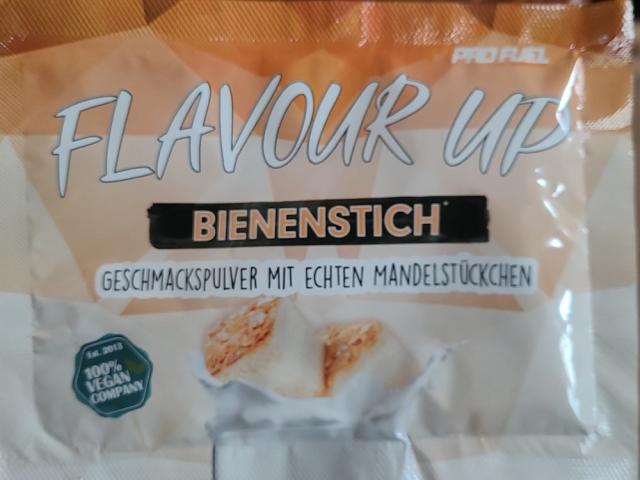 PRO FUEL
FLAVOUR UP
BIENENSTICH*
GESCHMACKSPULVER MIT ECHTEN MANDELSTÜCKCHEN
Est. 2013
100%
VEGAN
COMPANY